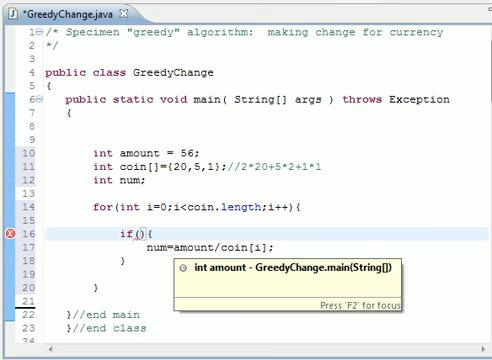 *GreedyChange.java
1 /* Specimen "greedy" algorithm:  making change for currency
2 */
3
4 public class GreedyChange
5 {
6 public static void main( String[] args ) throws Exception
7 {
8
9
10 int amount = 56;
11 int coin[]={20,5,1};//2*20+5*2+1*1
12 int num;
13
14 for(int i=0;i<coin.length;i++){
15
16 if(){
17 num=amount/coin[i];
18 }
19
20 }
21
22 }//end main
23 }//end class
24
int amount - GreedyChange.main(String[])
Press 'F2' for focus